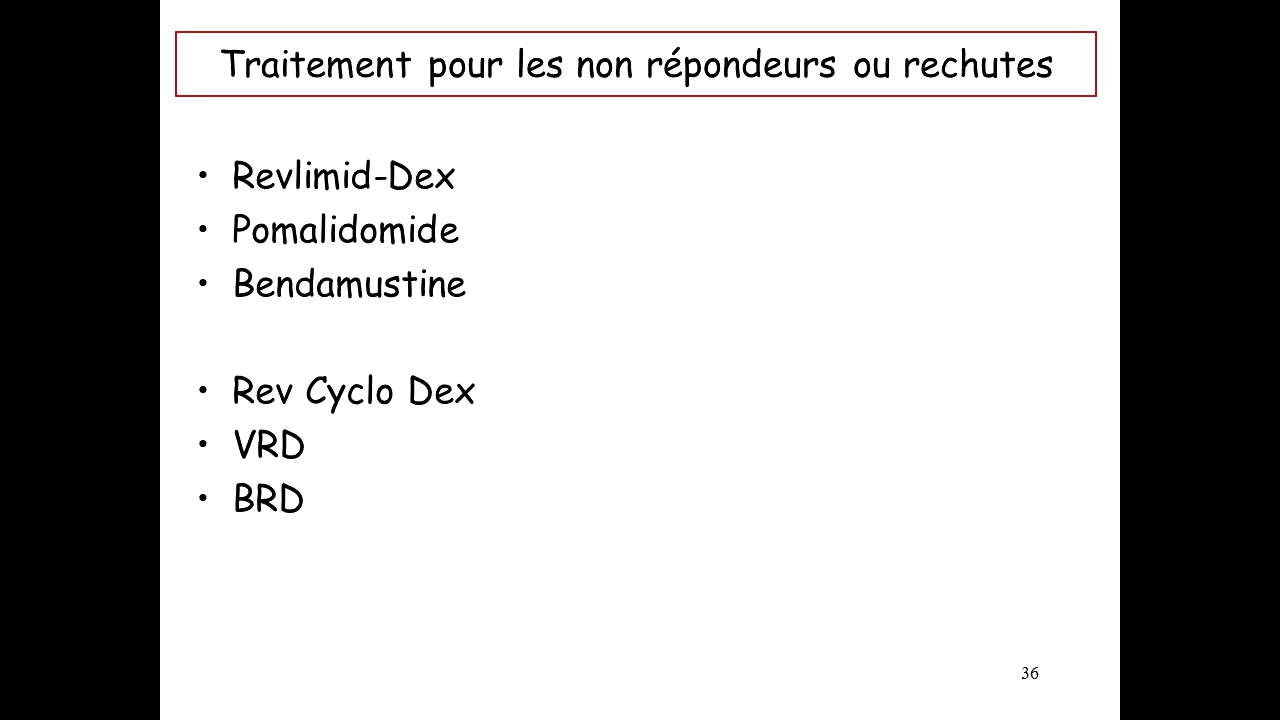 Traitement pour les non répondeurs ou rechutes
• Revlimid-Dex
• Pomalidomide
• Bendamustine
• Rev Cyclo Dex
• VRD
• BRD
36